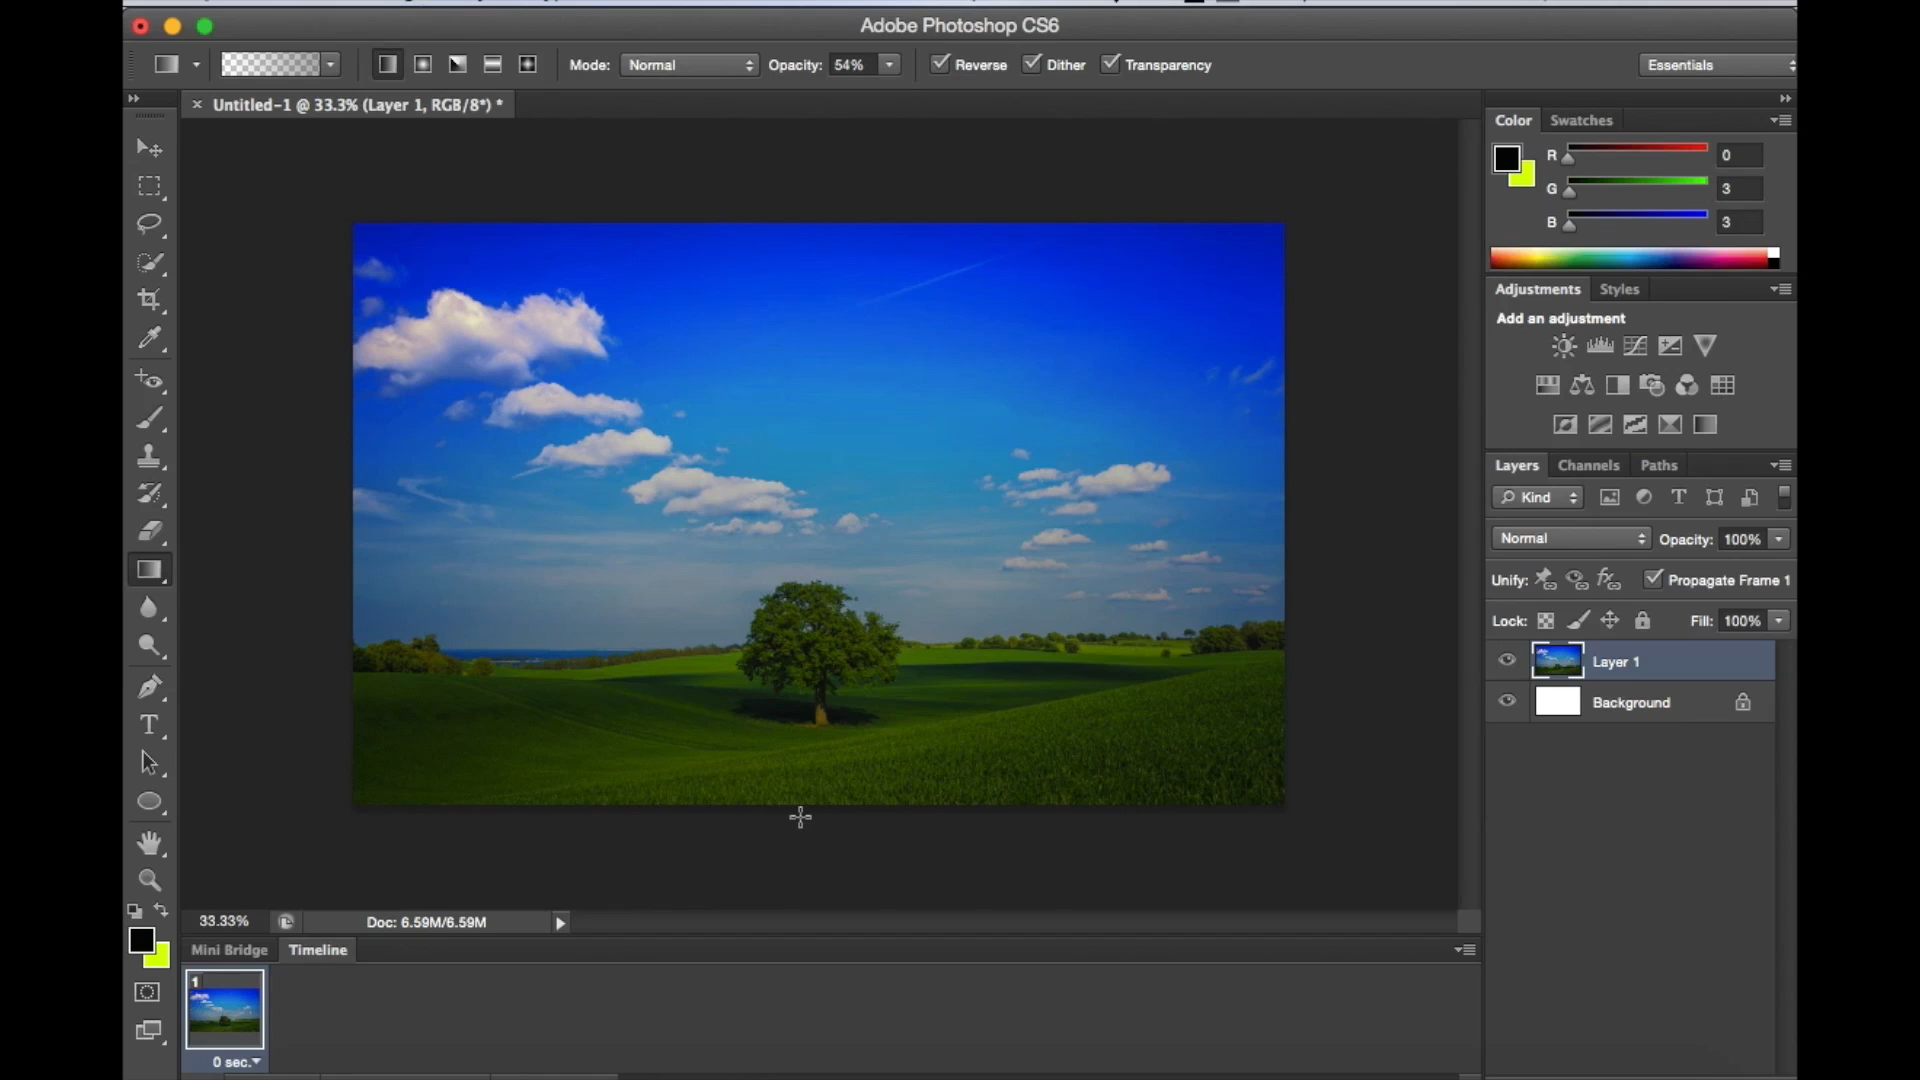 Adobe Photoshop CS6
Mode: Normal Opacity: 54% Reverse Dither Transparency
Essentials
Untitled-1 @ 33.3% (Layer 1, RGB/8*) *
Color Swatches
R 0
G 3
B 3
Adjustments Styles
Add an adjustment
Layers Channels Paths
Kind
Normal Opacity: 100%
Unify: Propagate Frame 1
Lock: Fill: 100%
Layer 1
Background
33.33% Doc: 6.59M/6.59M
Mini Bridge Timeline
1
0 sec.